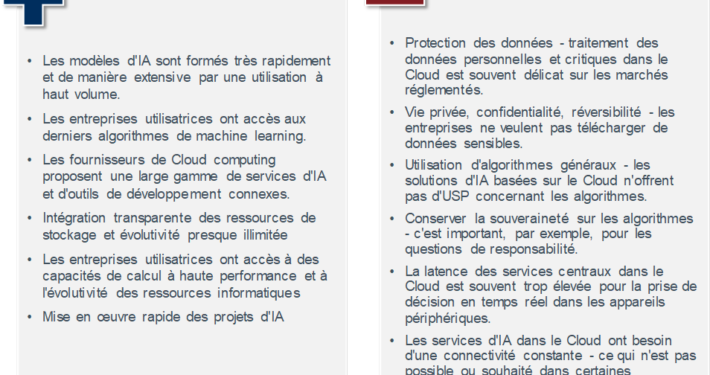 • Les modèles d'IA sont formés très rapidement
et de manière extensive par une utilisation à
haut volume.
• Les entreprises utilisatrices ont accès aux
derniers algorithmes de machine learning.
• Les fournisseurs de Cloud computing
proposent une large gamme de services d'IA
et d'outils de développement connexes.
• Intégration transparente des ressources de
stockage et évolutivité presque illimitée
• Les entreprises utilisatrices ont accès à des
capacités de calcul à haute performance et à
l'évolutivité des ressources informatiques
• Mise en œuvre rapide des projets d'IA
• Protection des données - traitement des
données personnelles et critiques dans le
Cloud est souvent délicat sur les marchés
réglementés.
• Vie privée, confidentialité, réversibilité - les
entreprises ne veulent pas télécharger de
données sensibles.
• Utilisation d'algorithmes généraux - les
solutions d'IA basées sur le Cloud n'offrent
pas d'USP concernant les algorithmes.
• Conserver la souveraineté sur les algorithmes
- c'est important, par exemple, pour les
questions de responsabilité.
• La latence des services centraux dans le
Cloud est souvent trop élevée pour la prise de
décision en temps réel dans les appareils
périphériques.
• Les services d'IA dans le Cloud ont besoin
d'une connectivité constante - ce qui n'est pas
possible ou souhaité dans certaines